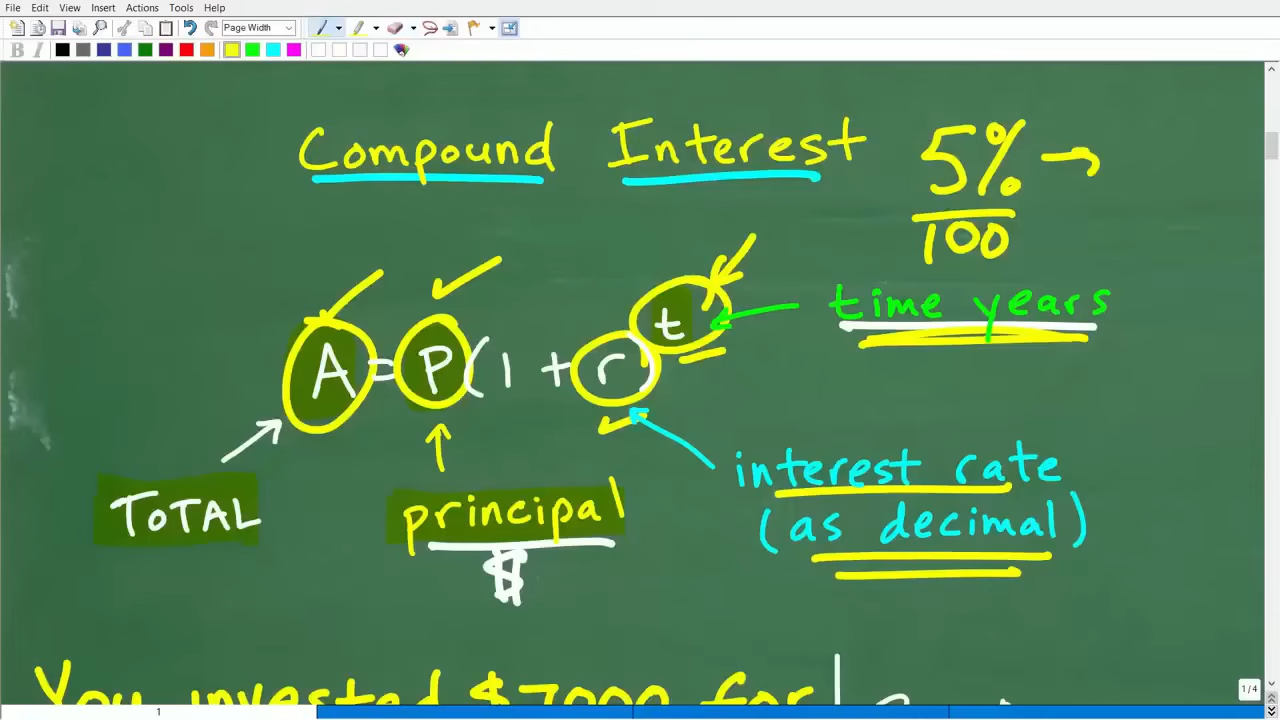 File Edit View Insert Actions Tools Help
Page Width
B I
Compound Interest 5% →
100
A = P(1 + r)t
time years
TOTAL
principal
$
interest rate
(as decimal)
You invested $7000 for
1/4
1